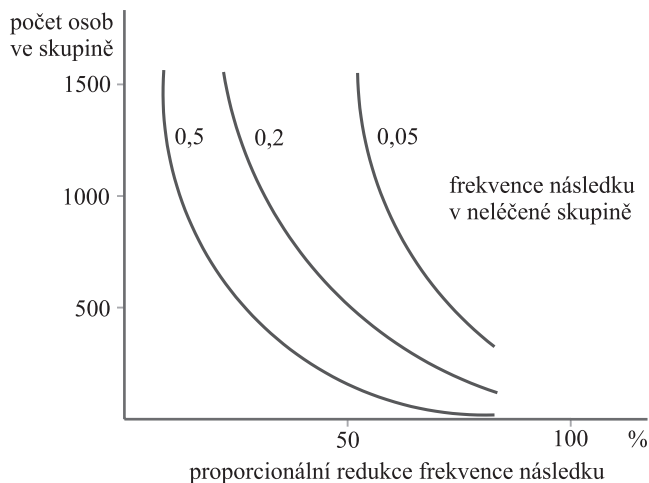 počet osob
ve skupině
1500
0,5
0,2
0,05
frekvence následku
1000
v neléčené skupině
500
50
100
%
proporcionální redukce frekvence následku